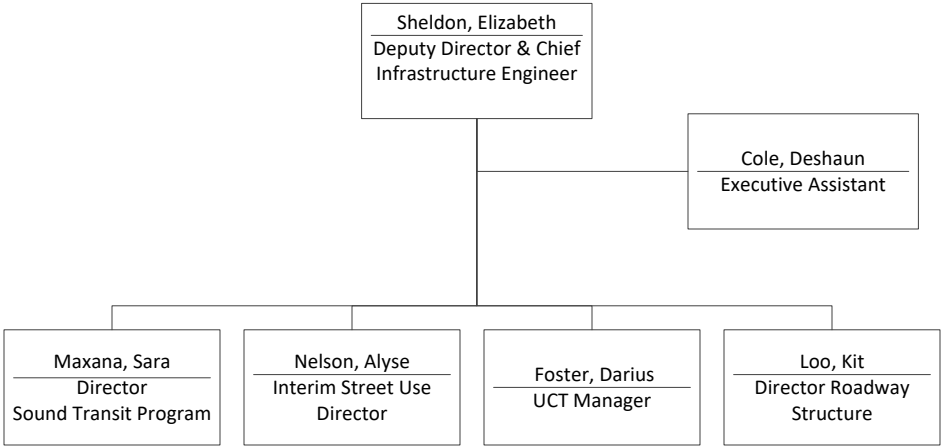 Sheldon, Elizabeth
Deputy Director & Chief
Infrastructure Engineer
Cole, Deshaun
Executive Assistant
Maxana, Sara
Director
Sound Transit Program
Nelson, Alyse
Interim Street Use
Director
Foster, Darius
UCT Manager
Loo, Kit
Director Roadway
Structure